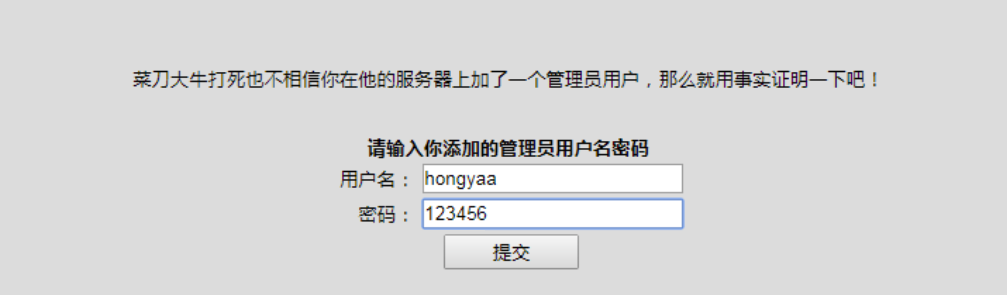 菜刀大牛打死也不相信你在他的服务器上加了一个管理员用户，那么就用事实证明一下吧！
请输入你添加的管理员用户名密码
用户名： hongyaa
密码： 123456
提交